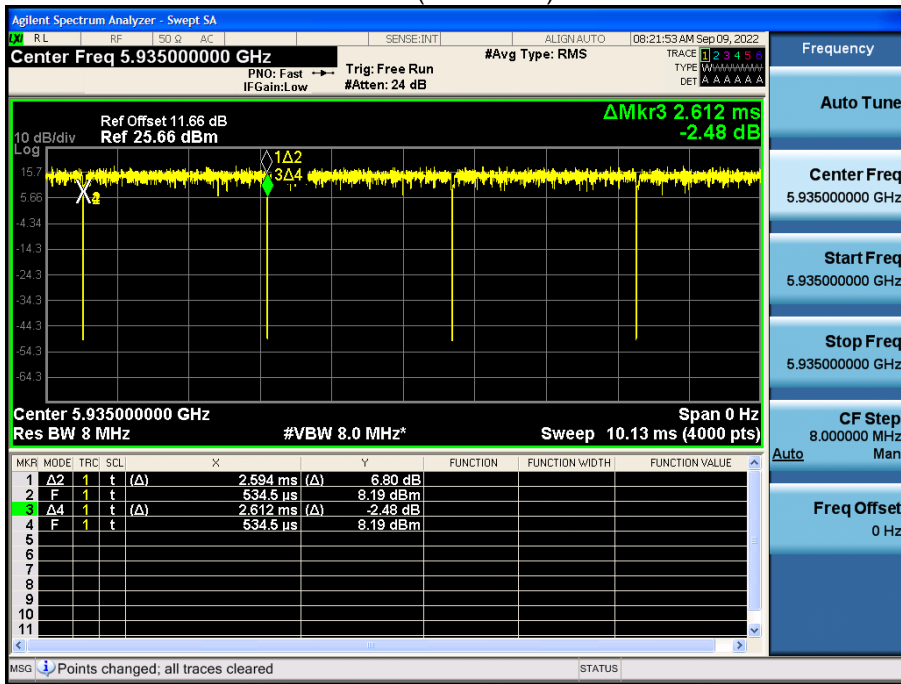 Agilent Spectrum Analyzer - Swept SA
RL RF 50 Ω AC SENSE:INT ALIGN AUTO 08:21:53 AM Sep 09, 2022
Center Freq 5.935000000 GHz #Avg Type: RMS TRACE 1 2 3 4 5 6
PNO: Fast Trig: Free Run TYPE WWWWWW
IFGain:Low #Atten: 24 dB DET A A A A A A
Frequency
Auto Tune
Ref Offset 11.66 dB ΔMkr3 2.612 ms
10 dB/div Ref 25.66 dBm -2.48 dB
Log
1Δ2
15.7 3Δ4
5.66
-4.34
-14.3
-24.3
-34.3
-44.3
-54.3
-64.3
Center Freq
5.935000000 GHz
Start Freq
5.935000000 GHz
Stop Freq
5.935000000 GHz
Center 5.935000000 GHz Span 0 Hz
Res BW 8 MHz #VBW 8.0 MHz* Sweep 10.13 ms (4000 pts)
CF Step
8.000000 MHz
Auto Man
MKR MODE TRC SCL X Y FUNCTION FUNCTION WIDTH FUNCTION VALUE
1 Δ2 1 t (Δ) 2.594 ms (Δ) 6.80 dB
2 F 1 t 534.5 µs 8.19 dBm
3 Δ4 1 t (Δ) 2.612 ms (Δ) -2.48 dB
4 F 1 t 534.5 µs 8.19 dBm
5
6
7
8
9
10
11
Freq Offset
0 Hz
MSG Points changed; all traces cleared STATUS